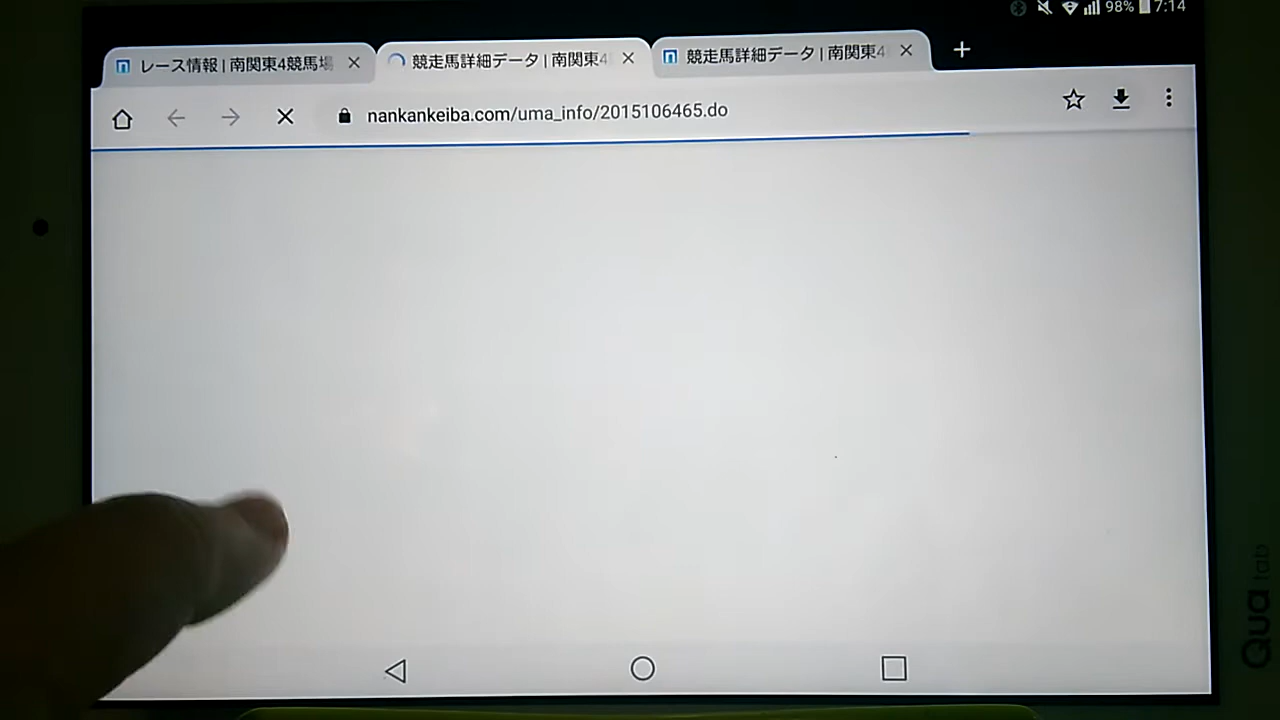 98% 7:14
レース情報 | 南関東4競馬場
競走馬詳細データ | 南関東4
競走馬詳細データ | 南関東4
nankankeiba.com/uma_info/2015106465.do
Qua tab